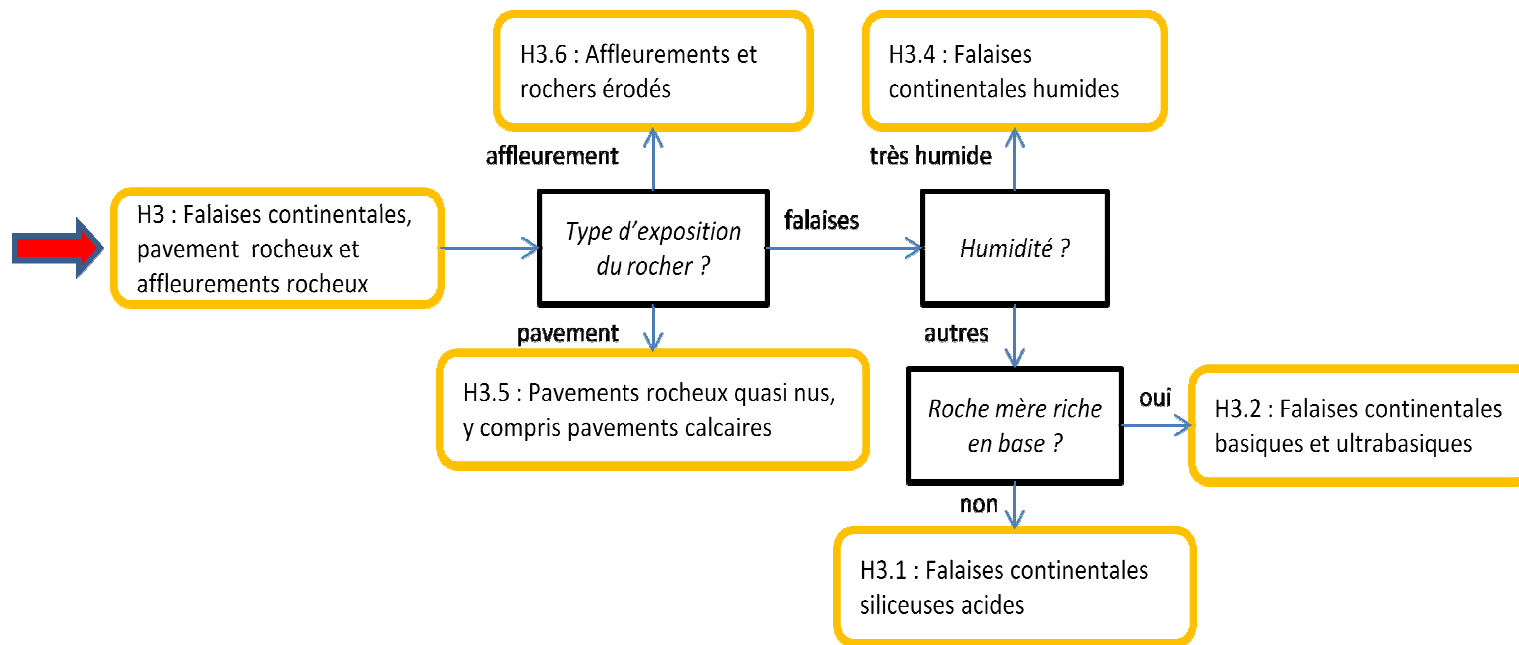 H3 : Falaises continentales,
pavement rocheux et
affleurements rocheux
Type d’exposition
du rocher ?
affleurement
H3.6 : Affleurements et
rochers érodés
pavement
H3.5 : Pavements rocheux quasi nus,
y compris pavements calcaires
falaises
Humidité ?
très humide
H3.4 : Falaises
continentales humides
autres
Roche mère riche
en base ?
oui
H3.2 : Falaises continentales
basiques et ultrabasiques
non
H3.1 : Falaises continentales
siliceuses acides